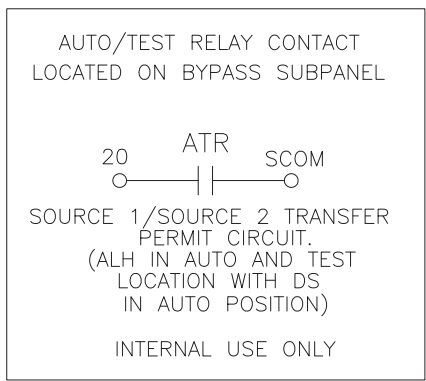 AUTO/TEST RELAY CONTACT
LOCATED ON BYPASS SUBPANEL
ATR
20 SCOM
SOURCE 1/SOURCE 2 TRANSFER
PERMIT CIRCUIT.
(ALH IN AUTO AND TEST
LOCATION WITH DS
IN AUTO POSITION)
INTERNAL USE ONLY